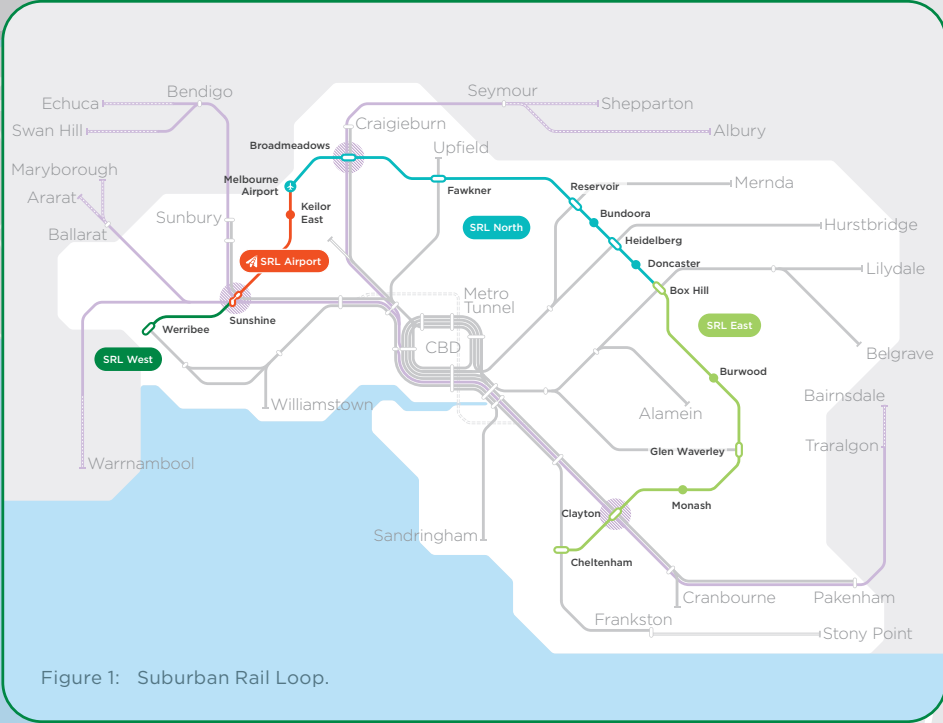 Bendigo
Seymour
Echuca
Shepparton
Swan Hill
Craigieburn
Albury
Broadmeadows
Upfield
Maryborough
Melbourne
Airport
Reservoir
Mernda
Fawkner
Ararat
Keilor
East
Bundoora
Sunbury
SRL North
Hurstbridge
Ballarat
Heidelberg
SRL Airport
Doncaster
Lilydale
Metro
Tunnel
Box Hill
Sunshine
Werribee
SRL East
CBD
Belgrave
SRL West
Burwood
Bairnsdale
Williamstown
Alamein
Traralgon
Glen Waverley
Warrnambool
Monash
Clayton
Sandringham
Cheltenham
Cranbourne
Pakenham
Frankston
Stony Point
Figure 1: Suburban Rail Loop.